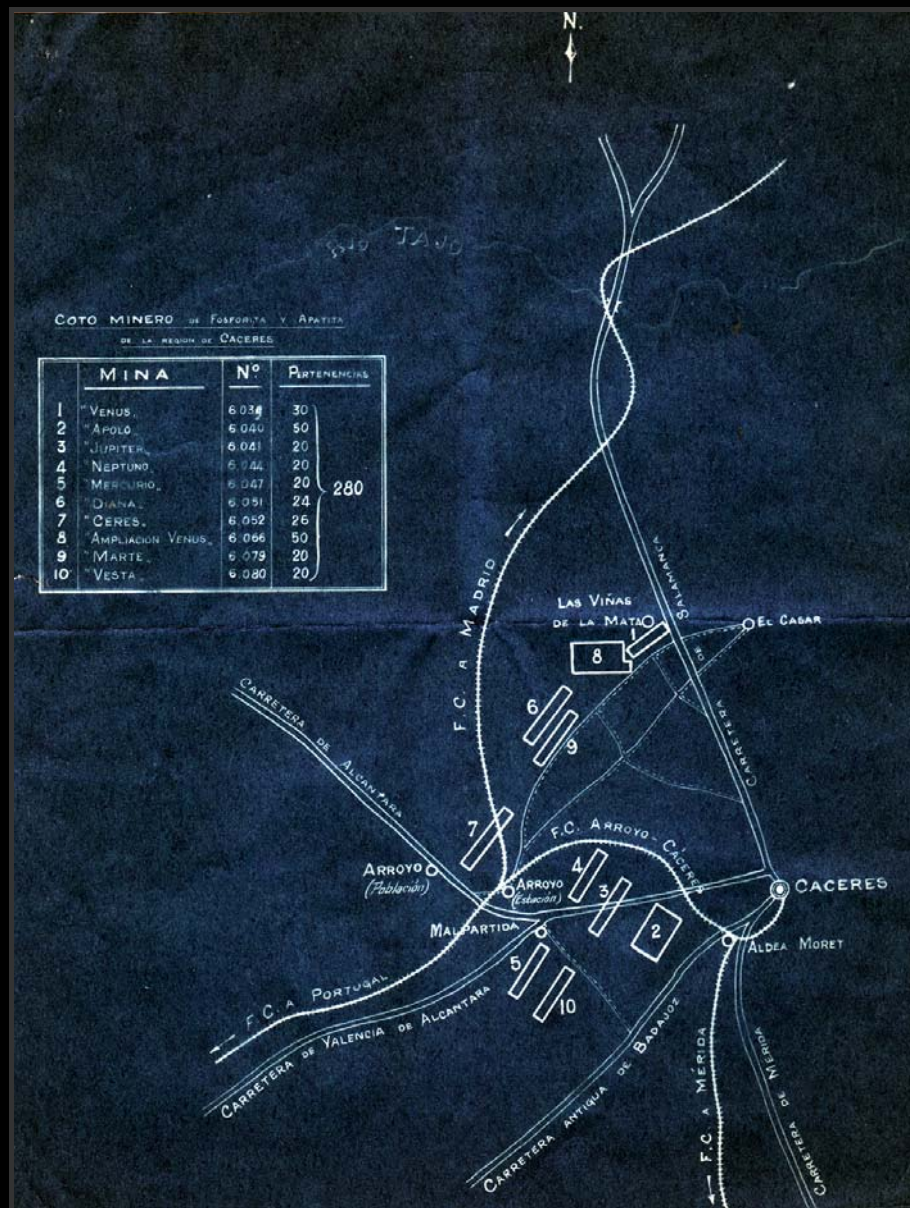 N.
RIO TAJO
COTO MINERO DE FOSFORITA Y APATITA
DE LA REGION DE CACERES
MINA Nº PERTENENCIAS
1 "VENUS„ 6.039 30
2 "APOLO 6.040 50
3 "JUPITER„ 6.041 20
4 "NEPTUNO„ 6.044 20
5 "MERCURIO„ 6.047 20
6 "DIANA„ 6.051 24
7 "CERES„ 6.052 26
8 "AMPLIACION VENUS„ 6.066 50
9 "MARTE„ 6.079 20
10 "VESTA„ 6.080 20
280
F.C. A MADRID
CARRETERA DE SALAMANCA
LAS VIÑAS
DE LA MATA
1
EL CASAR
8
6
9
CARRETERA DE ALCANTARA
7
F.C. ARROYO-CÁCERES
ARROYO
(Población)
ARROYO
(Estación)
4
3
2
CACERES
MALPARTIDA
ALDEA MORET
5
10
F.C. A PORTUGAL
CARRETERA DE VALENCIA DE ALCANTARA
CARRETERA ANTIGUA DE BADAJOZ
F.C. A MÉRIDA
CARRETERA DE MÉRIDA